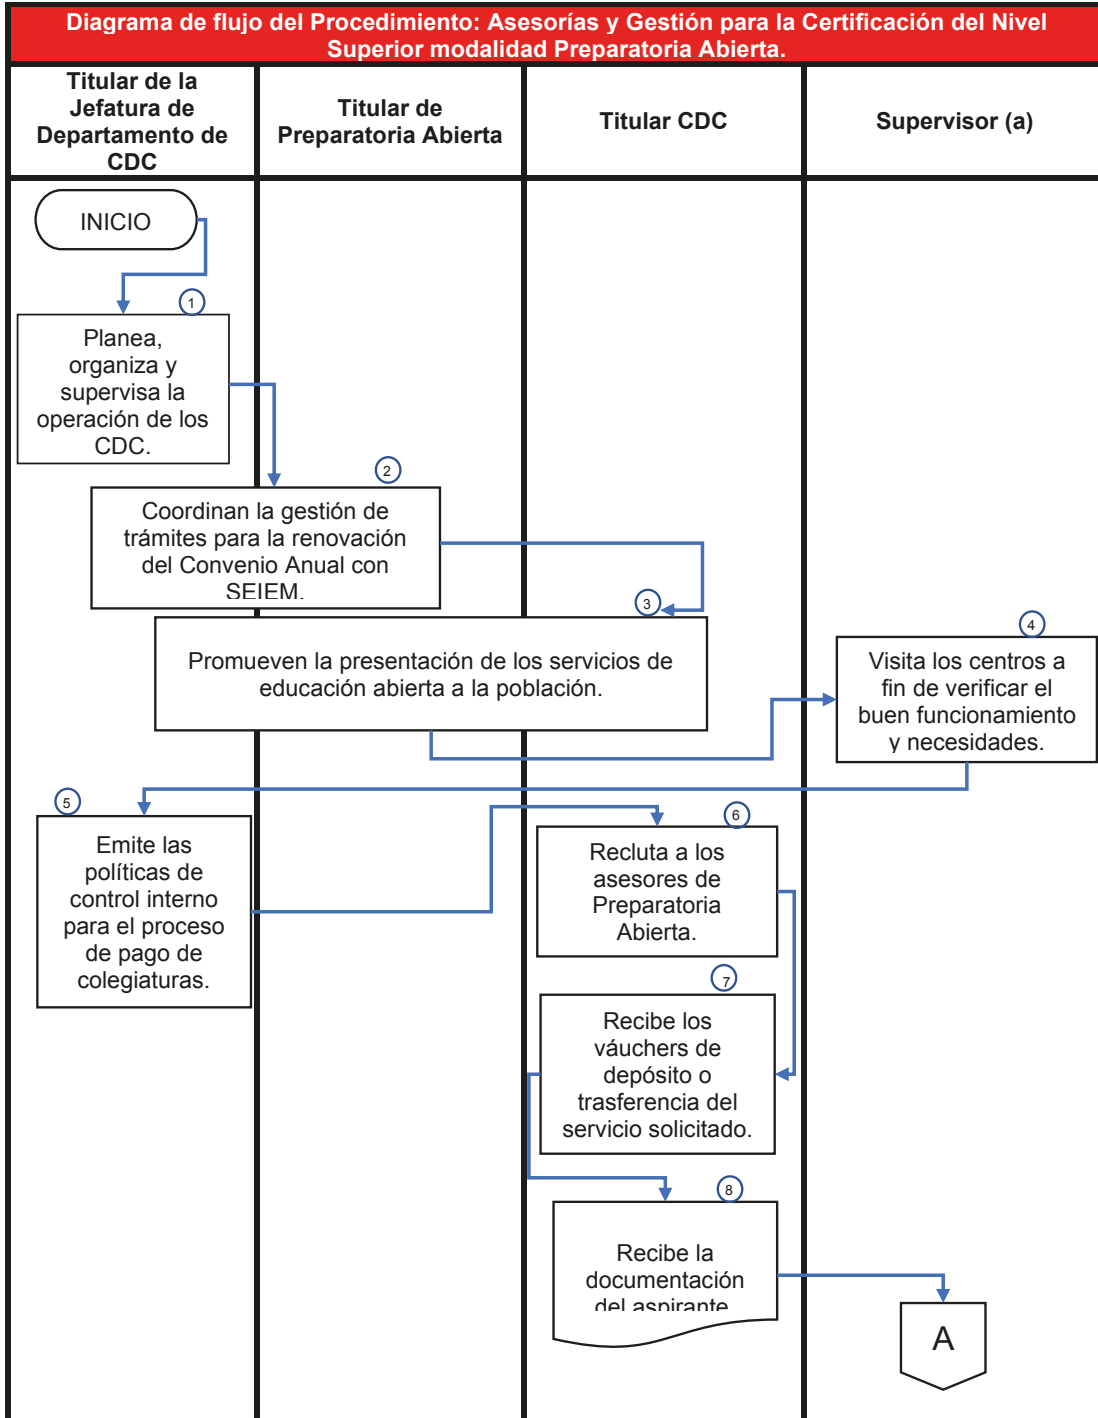 Diagrama de flujo del Procedimiento: Asesorías y Gestión para la Certificación del Nivel
Superior modalidad Preparatoria Abierta.
Titular de la
Jefatura de
Departamento de
CDC
Titular de
Preparatoria Abierta
Titular CDC
Supervisor (a)
INICIO
1
Planea,
organiza y
supervisa la
operación de los
CDC.
2
Coordinan la gestión de
trámites para la renovación
del Convenio Anual con
SEIEM.
3
Promueven la presentación de los servicios de
educación abierta a la población.
4
Visita los centros a
fin de verificar el
buen funcionamiento
y necesidades.
5
Emite las
políticas de
control interno
para el proceso
de pago de
colegiaturas.
6
Recluta a los
asesores de
Preparatoria
Abierta.
7
Recibe los
váuchers de
depósito o
trasferencia del
servicio solicitado.
8
Recibe la
documentación
del aspirante
A